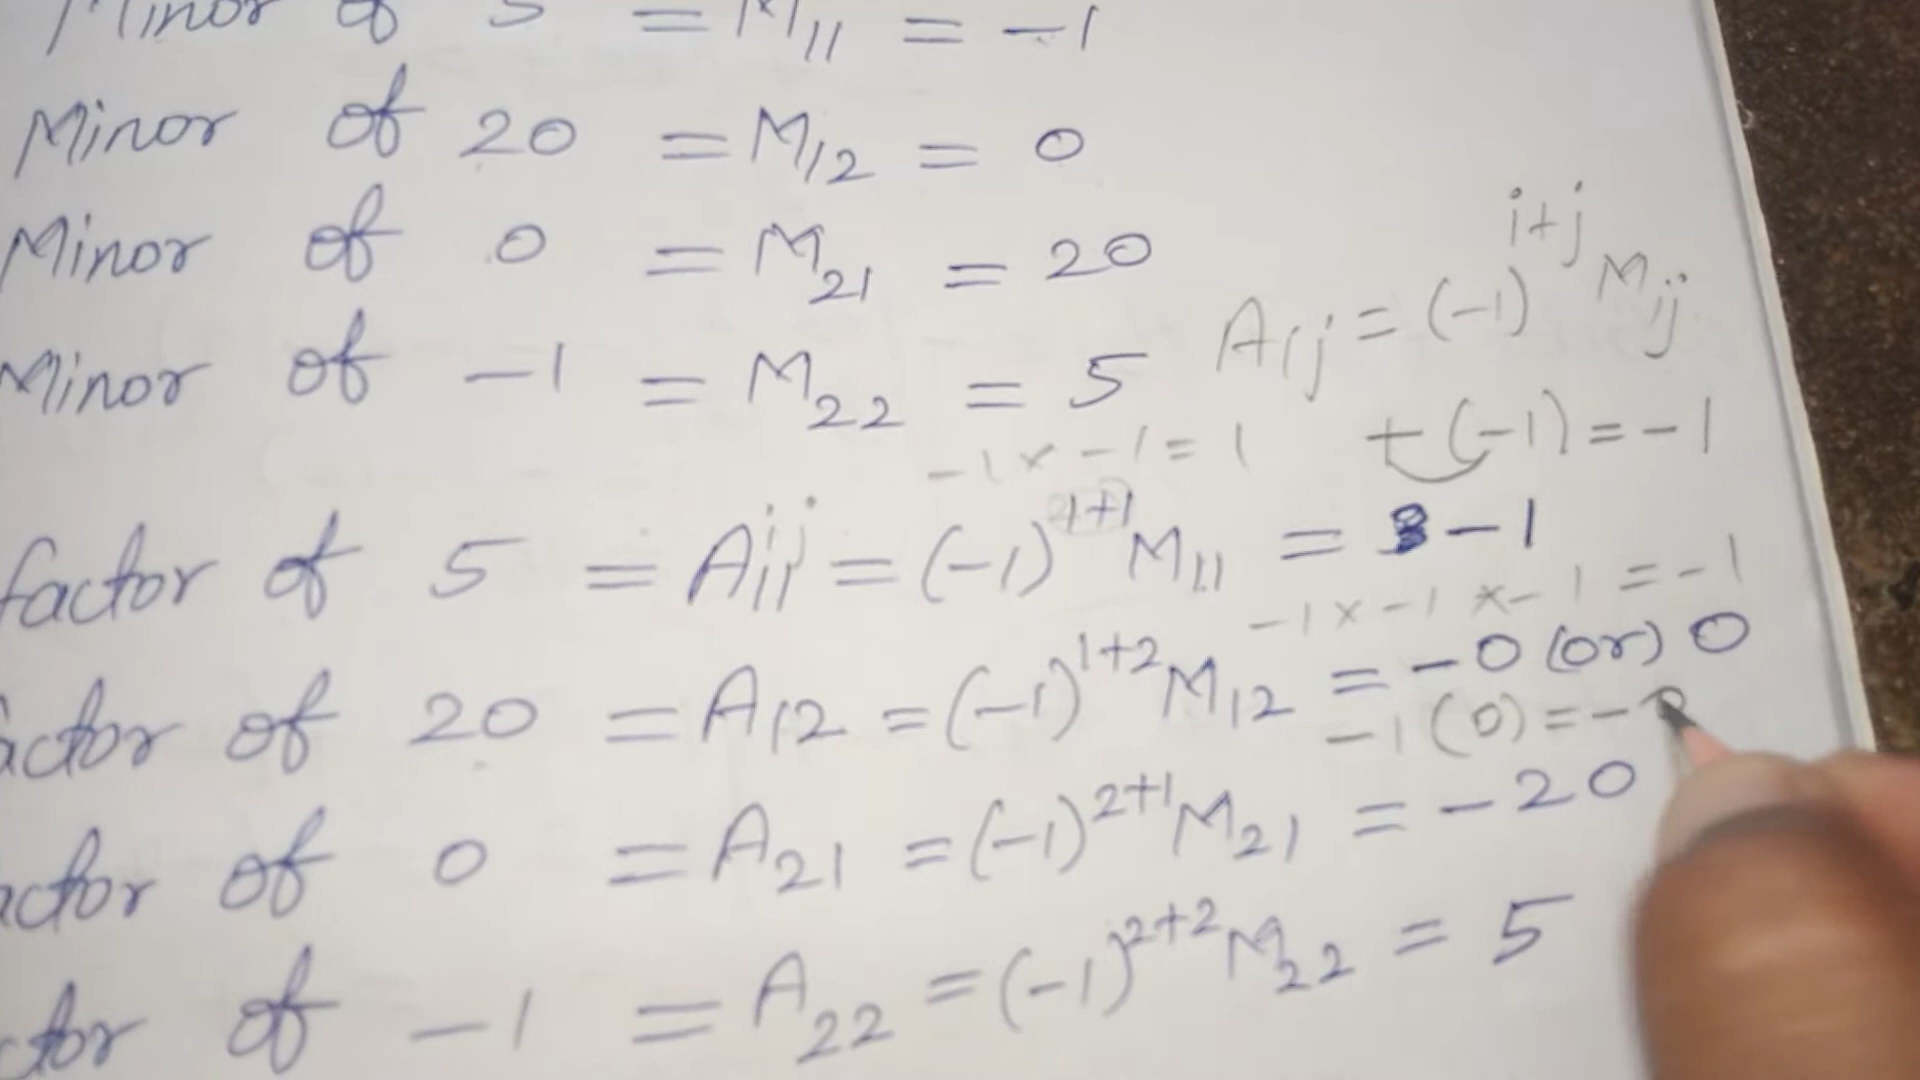 Minor of 5 = M11 = -1
Minor of 20 = M12 = 0
Minor of 0 = M21 = 20
Minor of -1 = M22 = 5
Aij = (-1)^i+j Mij
-1 x -1 = 1
+(-1) = -1
factor of 5 = A11 ij = (-1)^1+1 M11 = -1
-1 x -1 x -1 = -1
actor of 20 = A12 = (-1)^1+2 M12 = -0 (or) 0
-1 (0) = -
actor of 0 = A21 = (-1)^2+1 M21 = -20
ctor of -1 = A22 = (-1)^2+2 M22 = 5